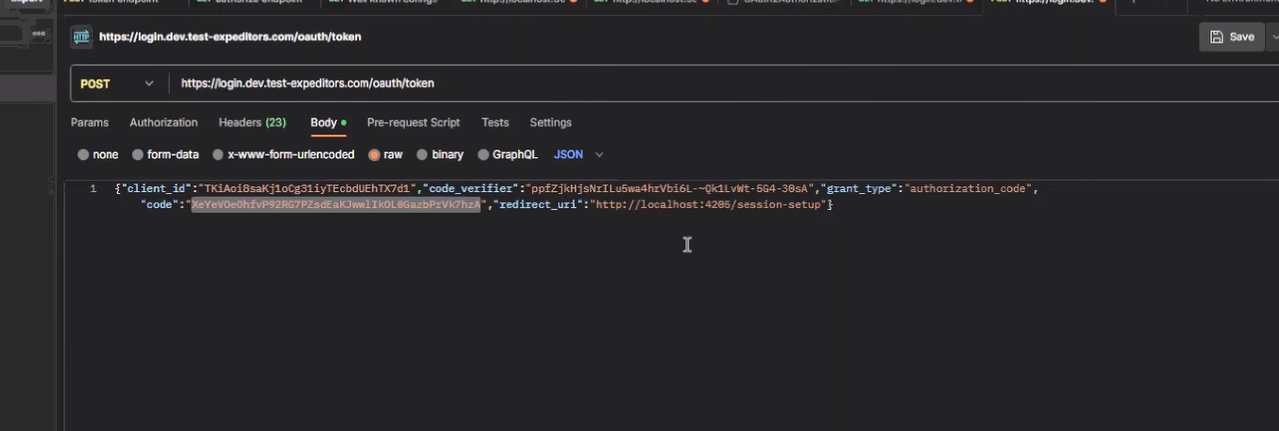 https://login.dev.test-expeditors.com/oauth/token
Save
POST https://login.dev.test-expeditors.com/oauth/token
Params Authorization Headers (23) Body Pre-request Script Tests Settings
none form-data x-www-form-urlencoded raw binary GraphQL JSON
1 {"client_id":"TKiAoi8saKj1oCg31iyTEcbdUEhTX7d1","code_verifier":"ppfZjkHjsNrILu5wa4hrVbi6L-~Qk1LvWt-5G4-30sA","grant_type":"authorization_code",
"code":"XeYeVOeOhfvP92RG7PZsdEaKJwwlIkOL8GazbPrVk7hzA","redirect_uri":"http://localhost:4205/session-setup"}